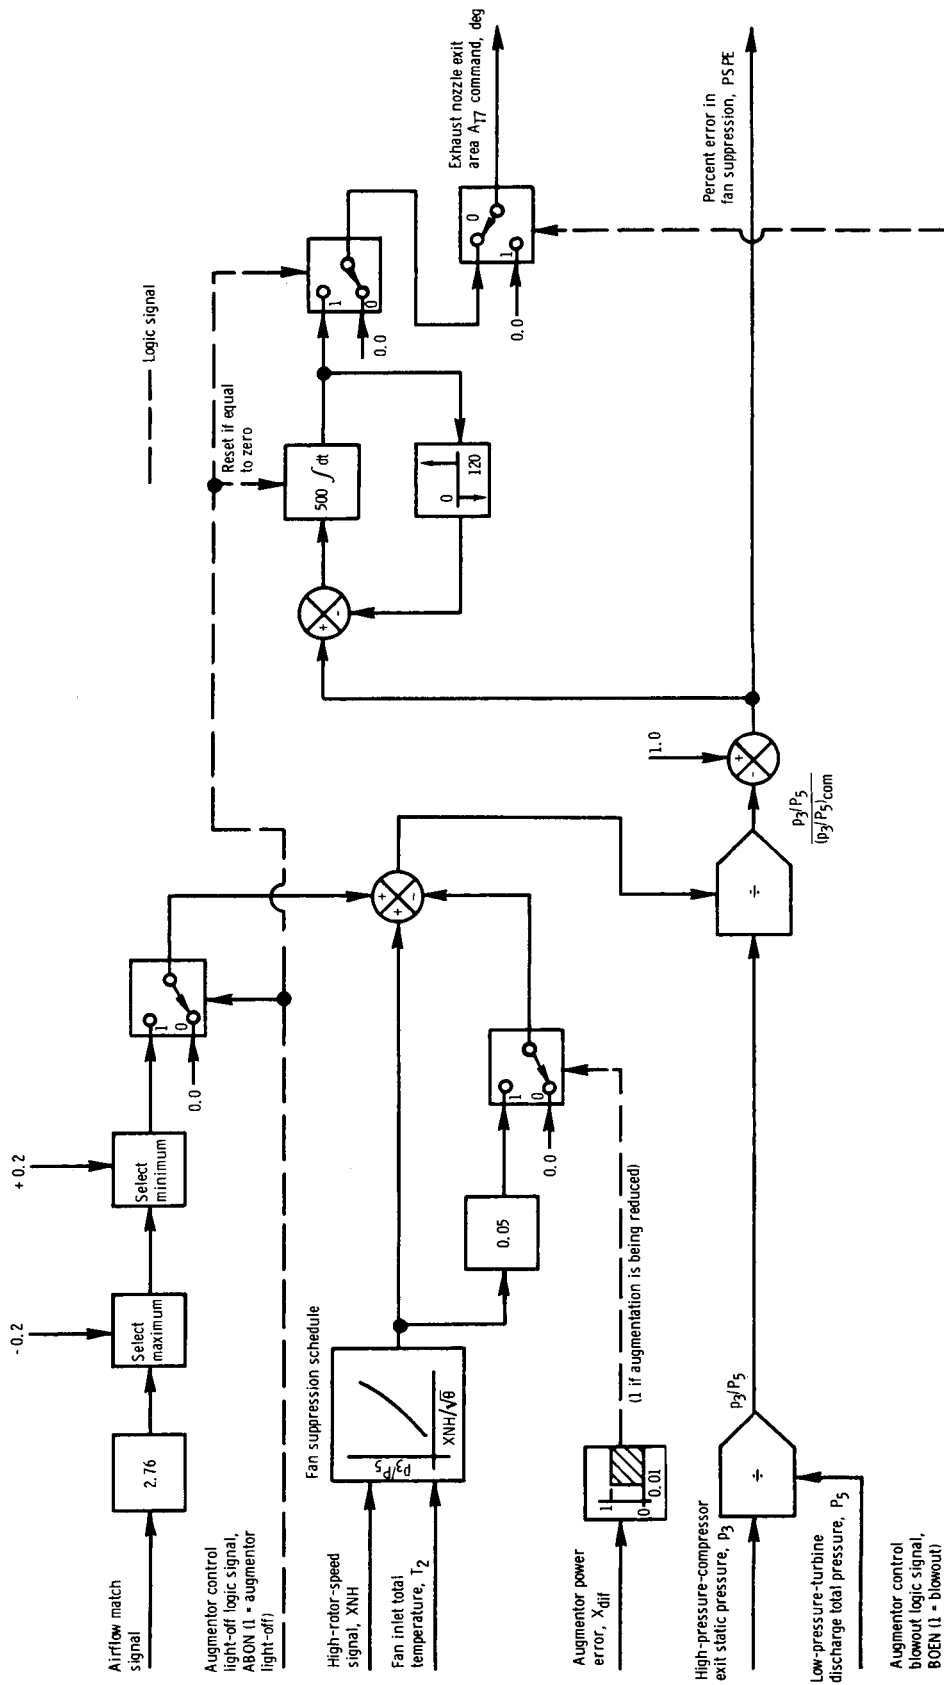 Airflow match
signal
2.76
- 0.2
Select
maximum
+ 0.2
Select
minimum
1
0
0.0
Augmentor control
light-off logic signal,
ABON (1 = augmentor
light-off)
Reset if equal
to zero
Logic signal
Fan suppression schedule
p3/P5
XNH/√θ
High-rotor-speed
signal, XNH
Fan inlet total
temperature, T2
0.05
1
0
0.0
+
+
-
Augmentor power
error, Xdif
1
0
0.01
(1 if augmentation is being reduced)
High-pressure-compressor
exit static pressure, p3
÷
p3/P5
Low-pressure-turbine
discharge total pressure, P5
÷
p3/P5
(p3/P5)com
1.0
+
-
+
-
500 ∫ dt
0
120
1
0
0.0
0
1
0.0
Exhaust nozzle exit
area A77 command, deg
Percent error in
fan suppression, PSPE
Augmentor control
blowout logic signal,
BOEN (1 = blowout)